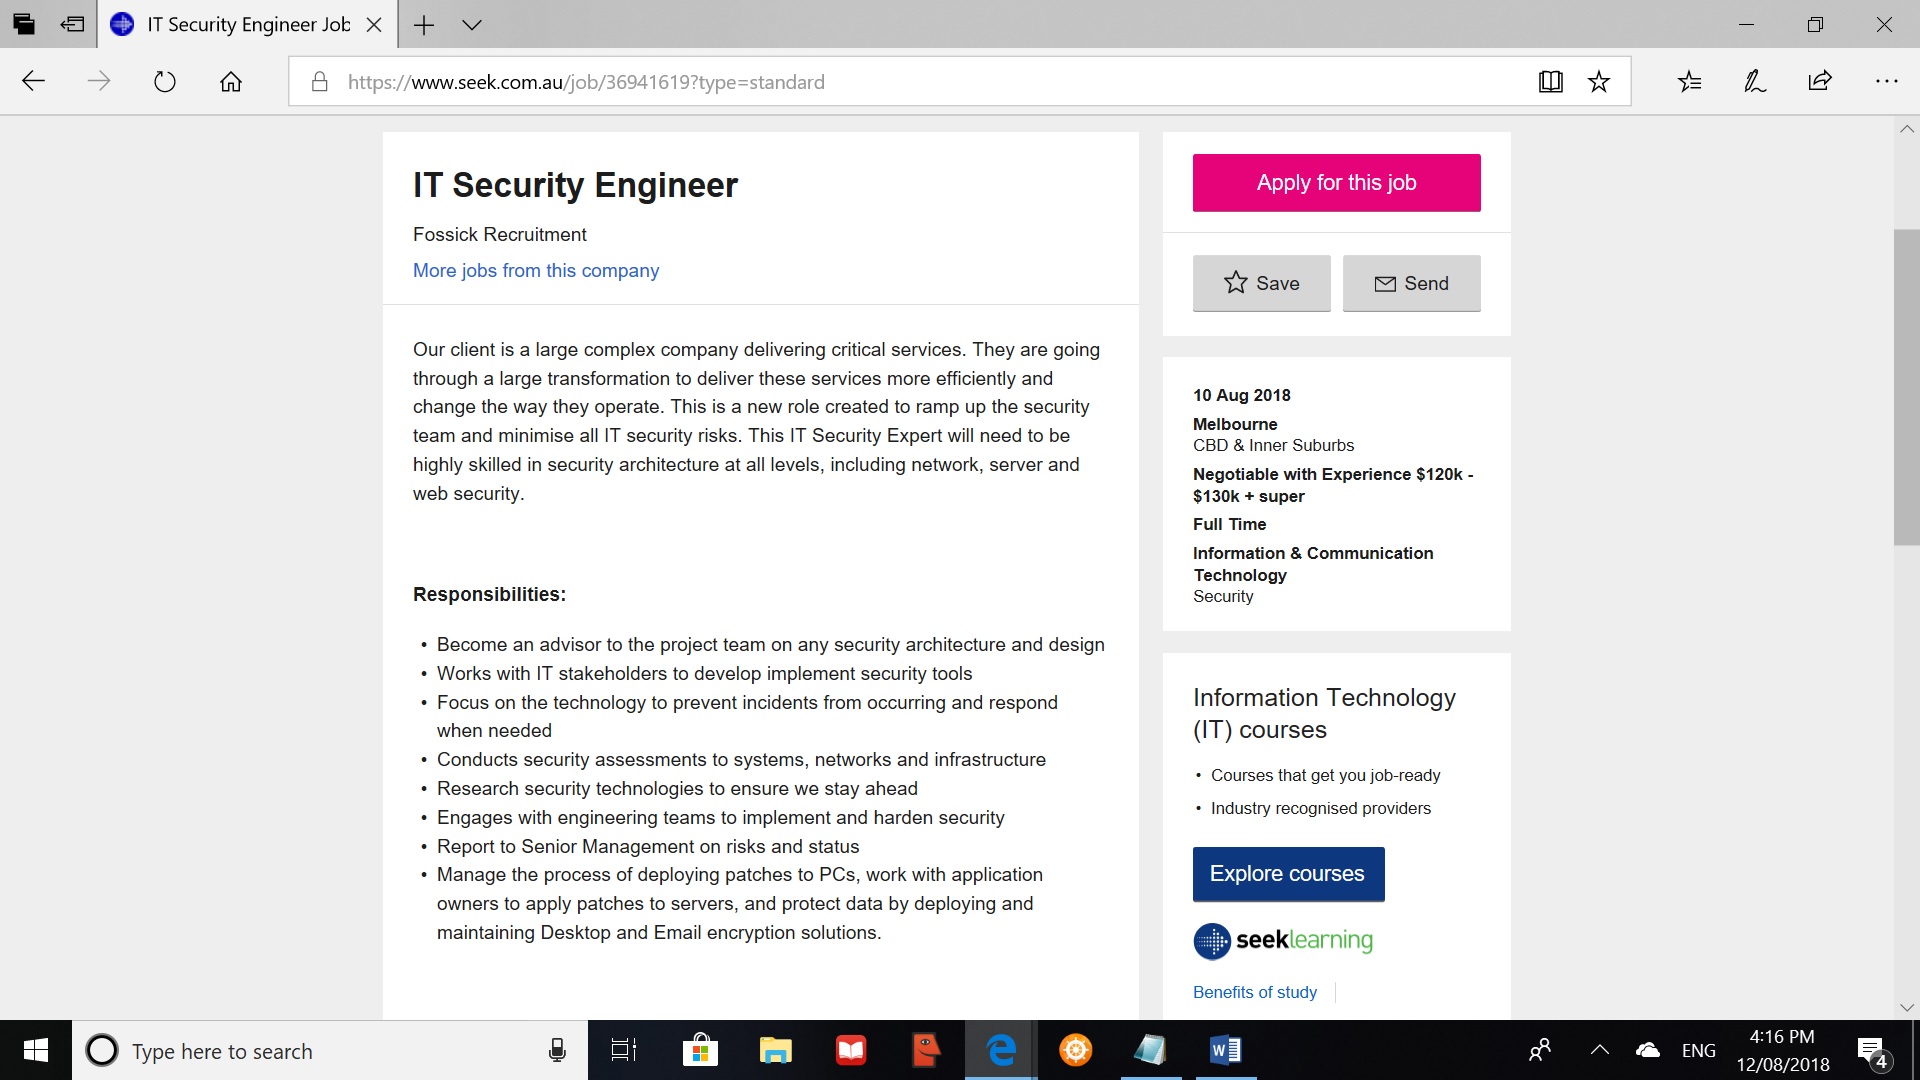 IT Security Engineer Job
https://www.seek.com.au/job/36941619?type=standard
IT Security Engineer
Fossick Recruitment
More jobs from this company
Our client is a large complex company delivering critical services. They are going
through a large transformation to deliver these services more efficiently and
change the way they operate. This is a new role created to ramp up the security
team and minimise all IT security risks. This IT Security Expert will need to be
highly skilled in security architecture at all levels, including network, server and
web security.
Responsibilities:
• Become an advisor to the project team on any security architecture and design
• Works with IT stakeholders to develop implement security tools
• Focus on the technology to prevent incidents from occurring and respond
when needed
• Conducts security assessments to systems, networks and infrastructure
• Research security technologies to ensure we stay ahead
• Engages with engineering teams to implement and harden security
• Report to Senior Management on risks and status
• Manage the process of deploying patches to PCs, work with application
owners to apply patches to servers, and protect data by deploying and
maintaining Desktop and Email encryption solutions.
Apply for this job
Save
Send
10 Aug 2018
Melbourne
CBD & Inner Suburbs
Negotiable with Experience $120k -
$130k + super
Full Time
Information & Communication
Technology
Security
Information Technology
(IT) courses
• Courses that get you job-ready
• Industry recognised providers
Explore courses
seeklearning
Benefits of study
Type here to search
ENG
4:16 PM
12/08/2018
4